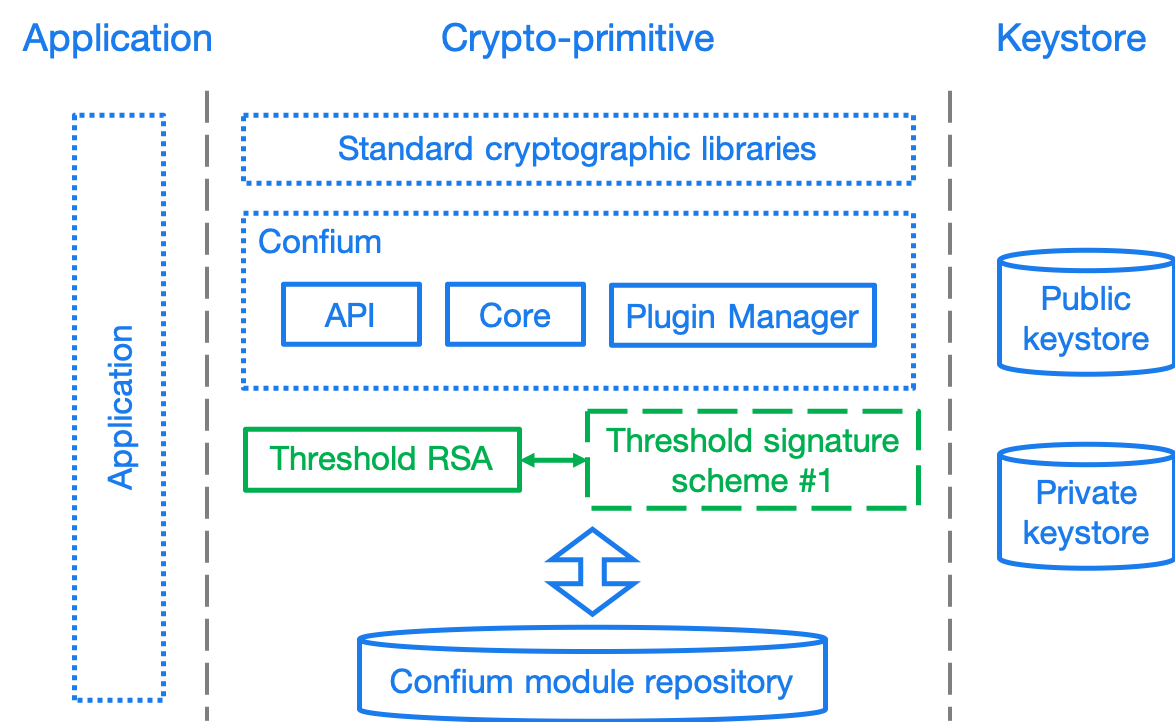 Application
Crypto-primitive
Keystore
Application
Standard cryptographic libraries
Confium
API
Core
Plugin Manager
Threshold RSA
Threshold signature
scheme #1
Confium module repository
Public
keystore
Private
keystore